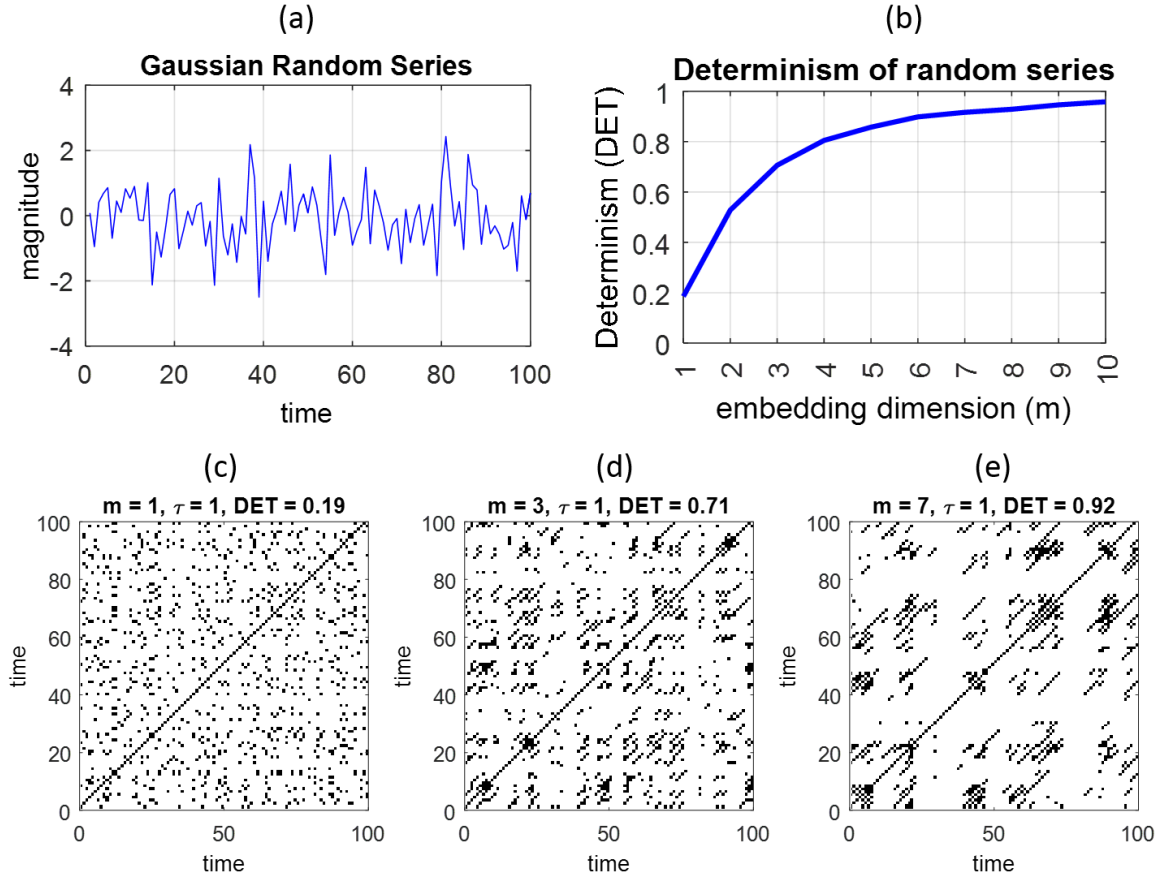 (a)
Gaussian Random Series
4
2
0
-2
-4
magnitude
0 20 40 60 80 100
time
(b)
Determinism of random series
1
0.8
0.6
0.4
0.2
0
Determinism (DET)
1 2 3 4 5 6 7 8 9 10
embedding dimension (m)
(c)
m = 1, τ = 1, DET = 0.19
100
80
60
40
20
0
time
0 50 100
time
(d)
m = 3, τ = 1, DET = 0.71
100
80
60
40
20
0
time
0 50 100
time
(e)
m = 7, τ = 1, DET = 0.92
100
80
60
40
20
0
time
0 50 100
time